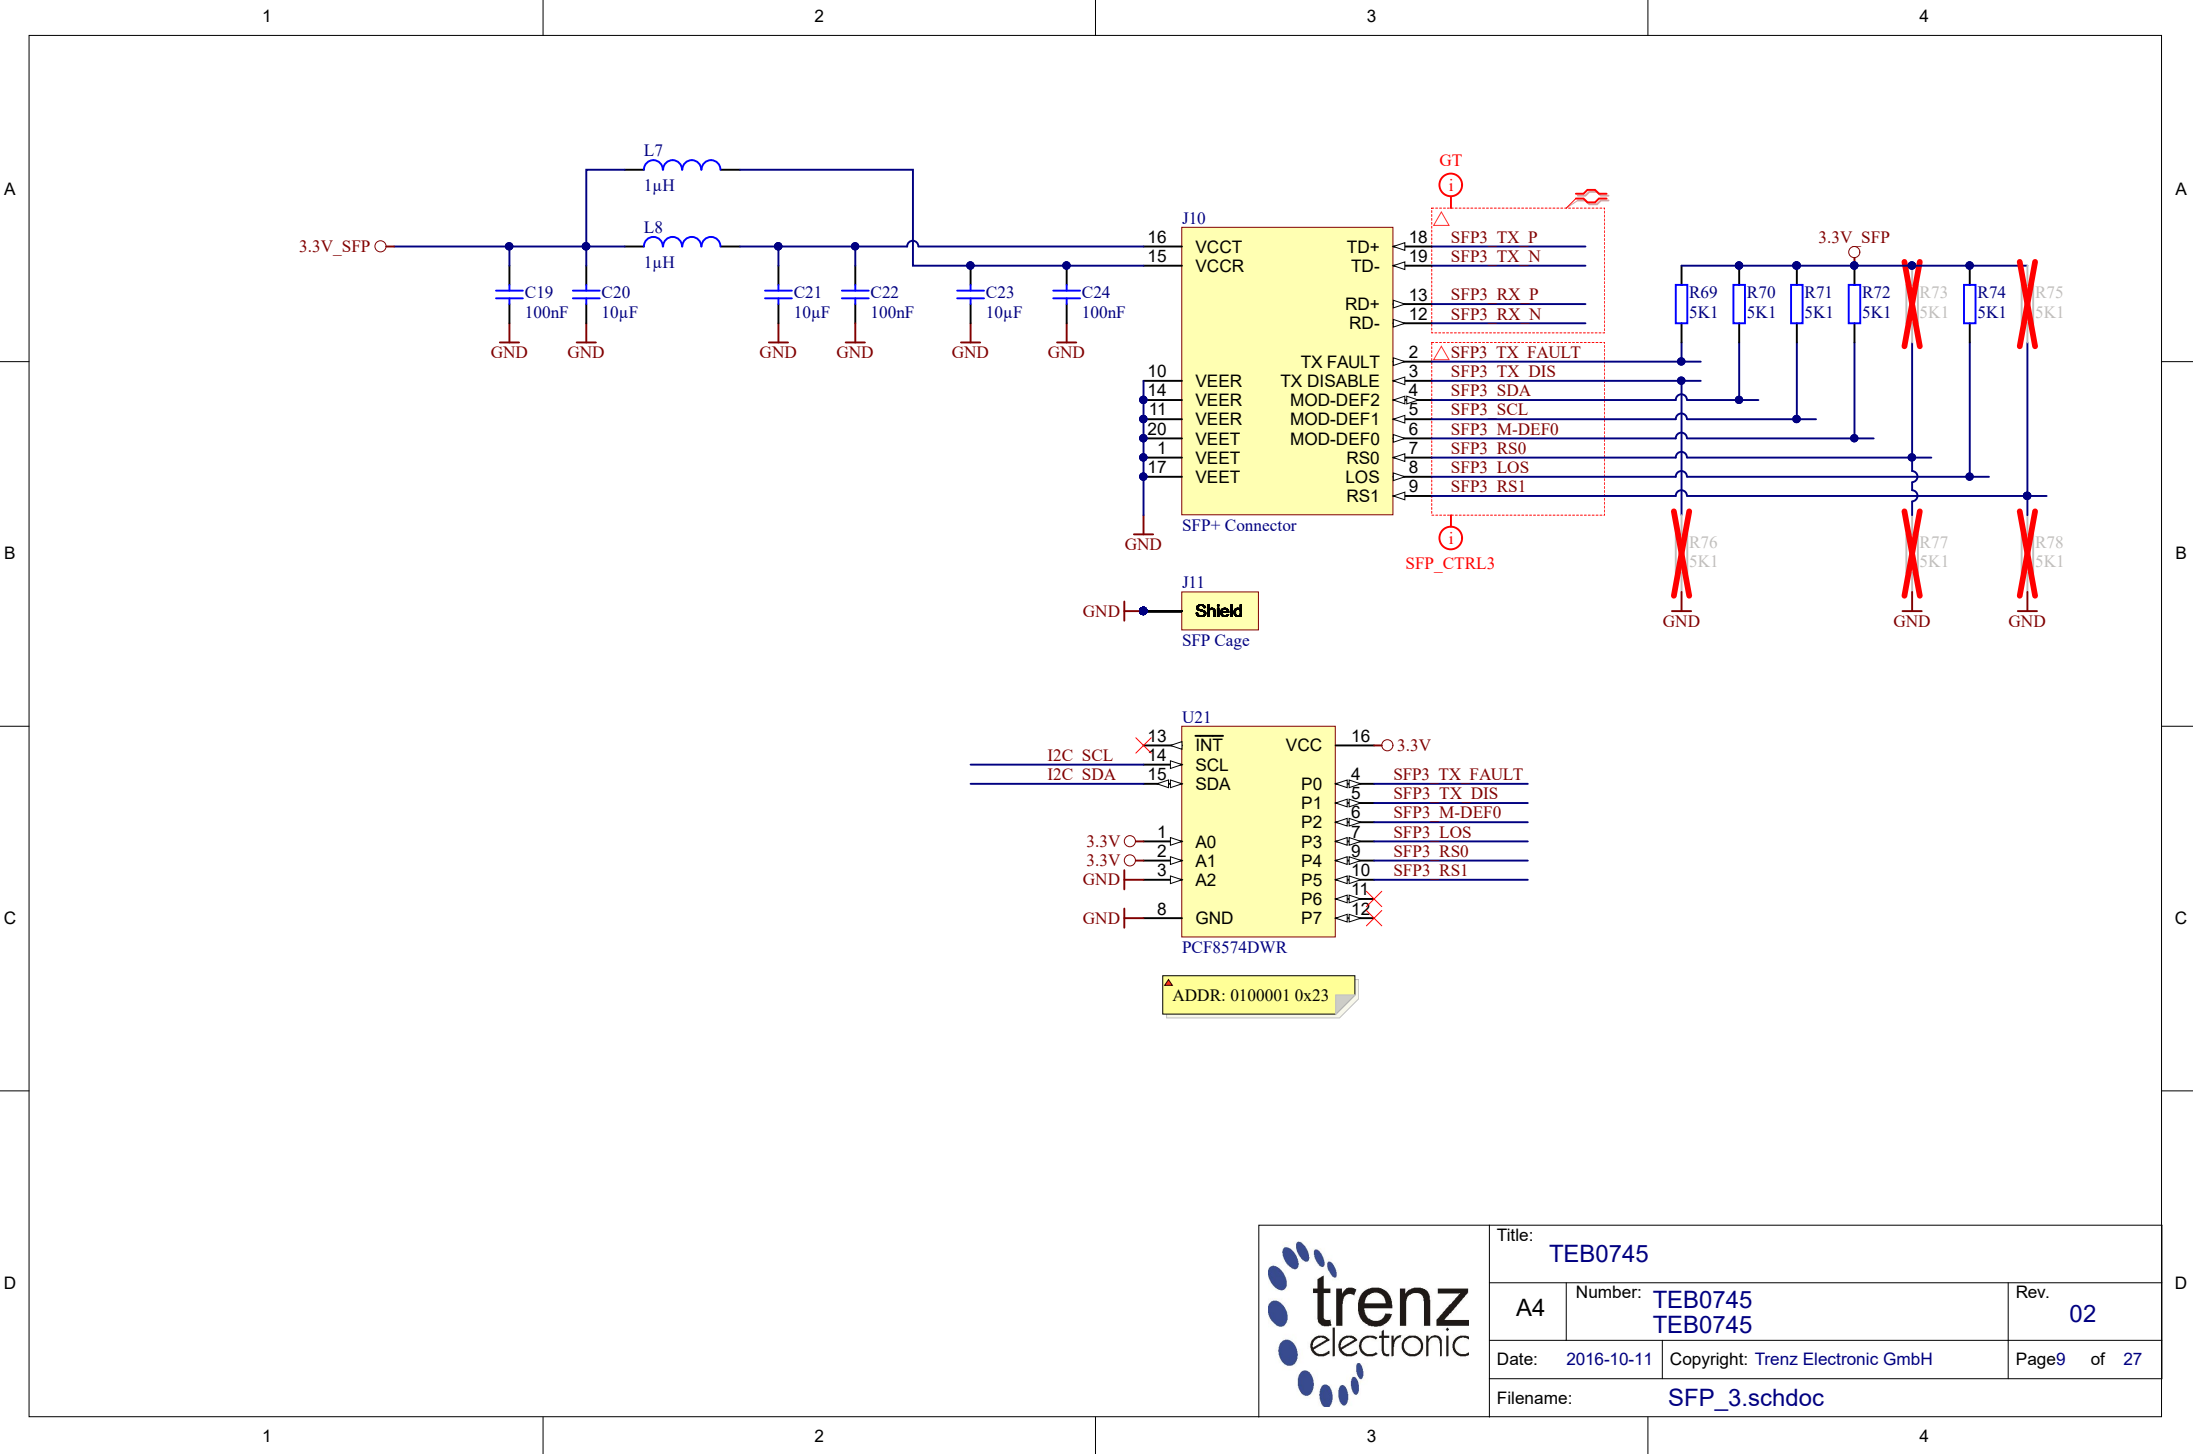 1 2 3 4
A A
B B
C C
D D
1 2 3 4
3.3V_SFP
L7
1µH
L8
1µH
C19
100nF
C20
10µF
C21
10µF
C22
100nF
C23
10µF
C24
100nF
GND GND GND GND GND GND
J10
16 VCCT
15 VCCR
10 VEER
14 VEER
11 VEER
20 VEET
1 VEET
17 VEET
GND
TD+ 18 SFP3_TX_P
TD- 19 SFP3_TX_N
RD+ 13 SFP3_RX_P
RD- 12 SFP3_RX_N
TX FAULT 2 SFP3_TX_FAULT
TX DISABLE 3 SFP3_TX_DIS
MOD-DEF2 4 SFP3_SDA
MOD-DEF1 5 SFP3_SCL
MOD-DEF0 6 SFP3_M-DEF0
RS0 7 SFP3_RS0
LOS 8 SFP3_LOS
RS1 9 SFP3_RS1
SFP+ Connector
GT
i
i
SFP_CTRL3
3.3V_SFP
R69
5K1
R70
5K1
R71
5K1
R72
5K1
R73
5K1
R74
5K1
R75
5K1
R76
5K1
R77
5K1
R78
5K1
GND GND GND
J11
GND Shield
SFP Cage
U21
13 INT
I2C_SCL 14 SCL
I2C_SDA 15 SDA
3.3V 1 A0
3.3V 2 A1
GND 3 A2
GND 8 GND
VCC 16 3.3V
P0 4 SFP3_TX_FAULT
P1 5 SFP3_TX_DIS
P2 6 SFP3_M-DEF0
P3 7 SFP3_LOS
P4 9 SFP3_RS0
P5 10 SFP3_RS1
P6 11
P7 12
PCF8574DWR
ADDR: 0100001 0x23
trenz
electronic
Title:
TEB0745
A4
Number: TEB0745
TEB0745
Rev.
02
Date: 2016-10-11
Copyright: Trenz Electronic GmbH
Page9 of 27
Filename: SFP_3.schdoc